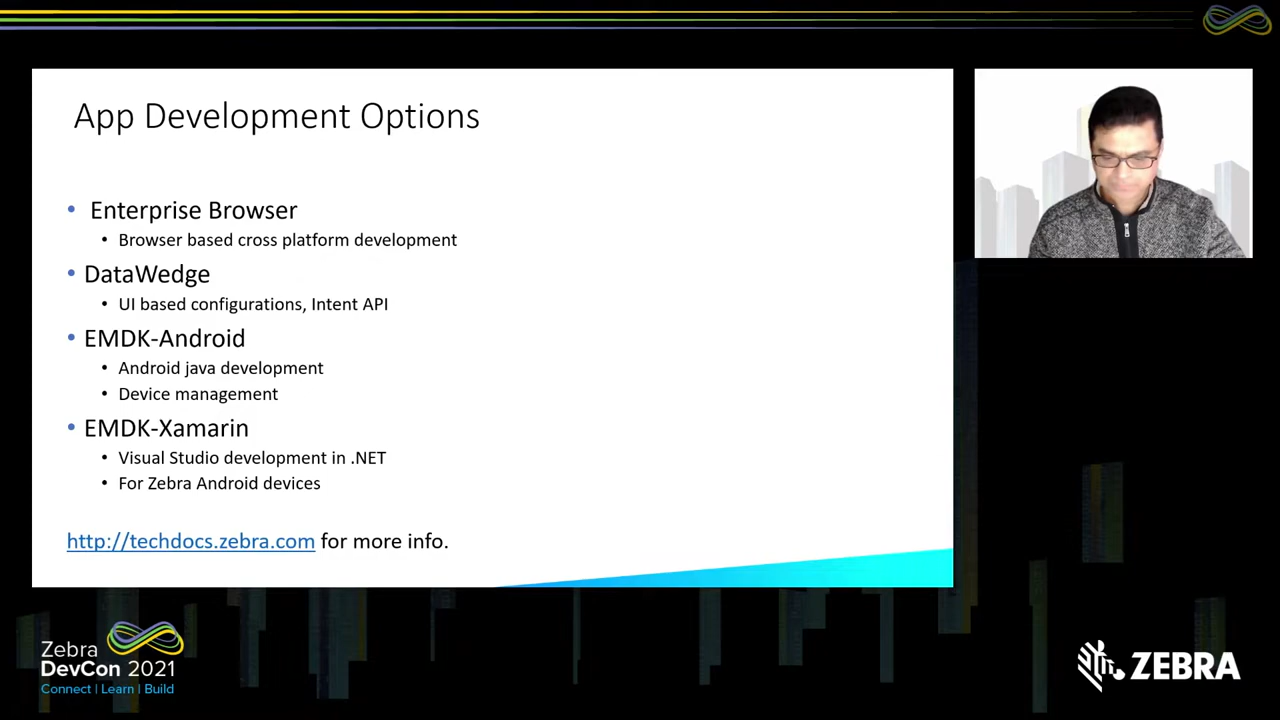 App Development Options
• Enterprise Browser
• Browser based cross platform development
• DataWedge
• UI based configurations, Intent API
• EMDK-Android
• Android java development
• Device management
• EMDK-Xamarin
• Visual Studio development in .NET
• For Zebra Android devices
http://techdocs.zebra.com for more info.
Zebra
DevCon 2021
Connect | Learn | Build
ZEBRA